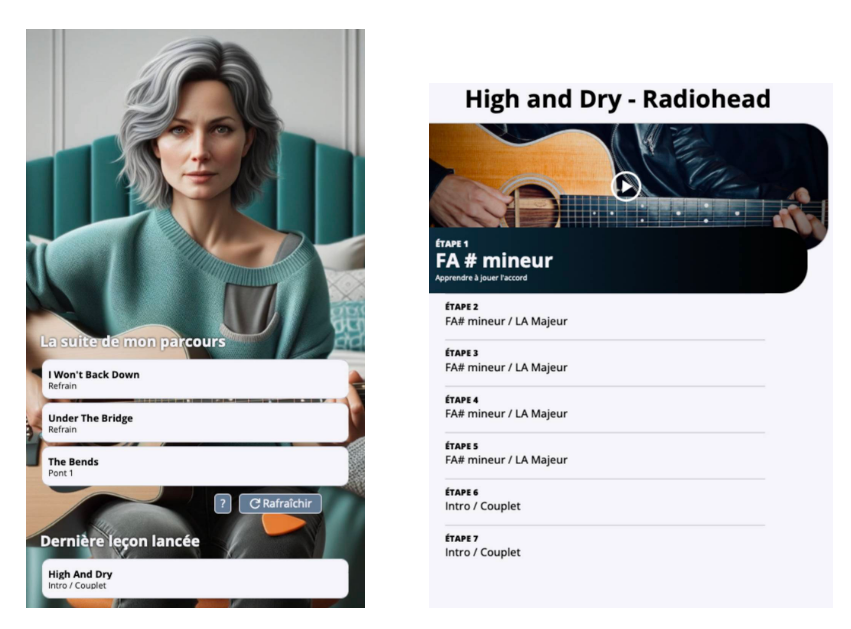 La suite de mon parcours
I Won't Back Down
Refrain
Under The Bridge
Refrain
The Bends
Pont 1
?
Rafraîchir
Dernière leçon lancée
High And Dry
Intro / Couplet
High and Dry - Radiohead
ÉTAPE 1
FA # mineur
Apprendre à jouer l'accord
ÉTAPE 2
FA# mineur / LA Majeur
ÉTAPE 3
FA# mineur / LA Majeur
ÉTAPE 4
FA# mineur / LA Majeur
ÉTAPE 5
FA# mineur / LA Majeur
ÉTAPE 6
Intro / Couplet
ÉTAPE 7
Intro / Couplet